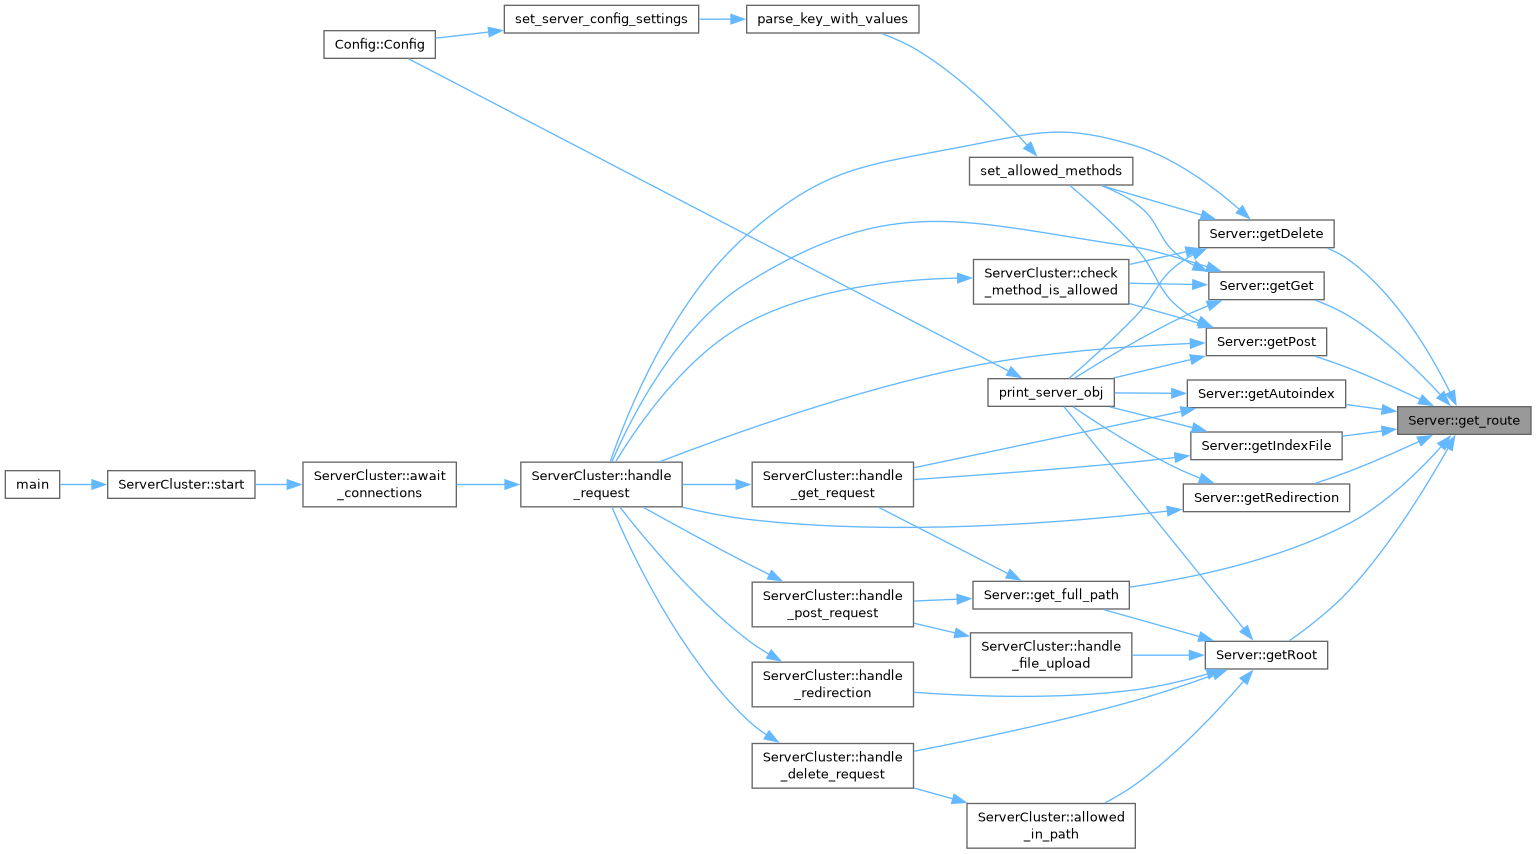 set_server_config_settings
parse_key_with_values
Config::Config
set_allowed_methods
Server::getDelete
ServerCluster::check
_method_is_allowed
Server::getGet
Server::getPost
print_server_obj
Server::getAutoindex
Server::get_route
Server::getIndexFile
main
ServerCluster::start
ServerCluster::await
_connections
ServerCluster::handle
_request
ServerCluster::handle
_get_request
Server::getRedirection
ServerCluster::handle
_post_request
Server::get_full_path
ServerCluster::handle
_file_upload
Server::getRoot
ServerCluster::handle
_redirection
ServerCluster::handle
_delete_request
ServerCluster::allowed
_in_path